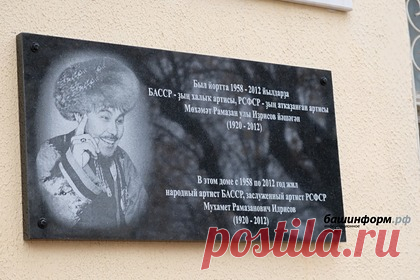 Был йортта 1958 - 2012 йылдарҙа
БАССР - ҙың халыҡ артисы, РСФСР - ҙың атҡаҙанған артисы
Мөхәмәт Рамазан улы Изрисов йәшәгән
(1920 - 2012)
В этом доме с 1958 по 2012 год жил
народный артист БАССР, заслуженный артист РСФСР
Мухамет Рамазанович Идрисов
(1920 - 2012)
башинформ.рф
postila.ru